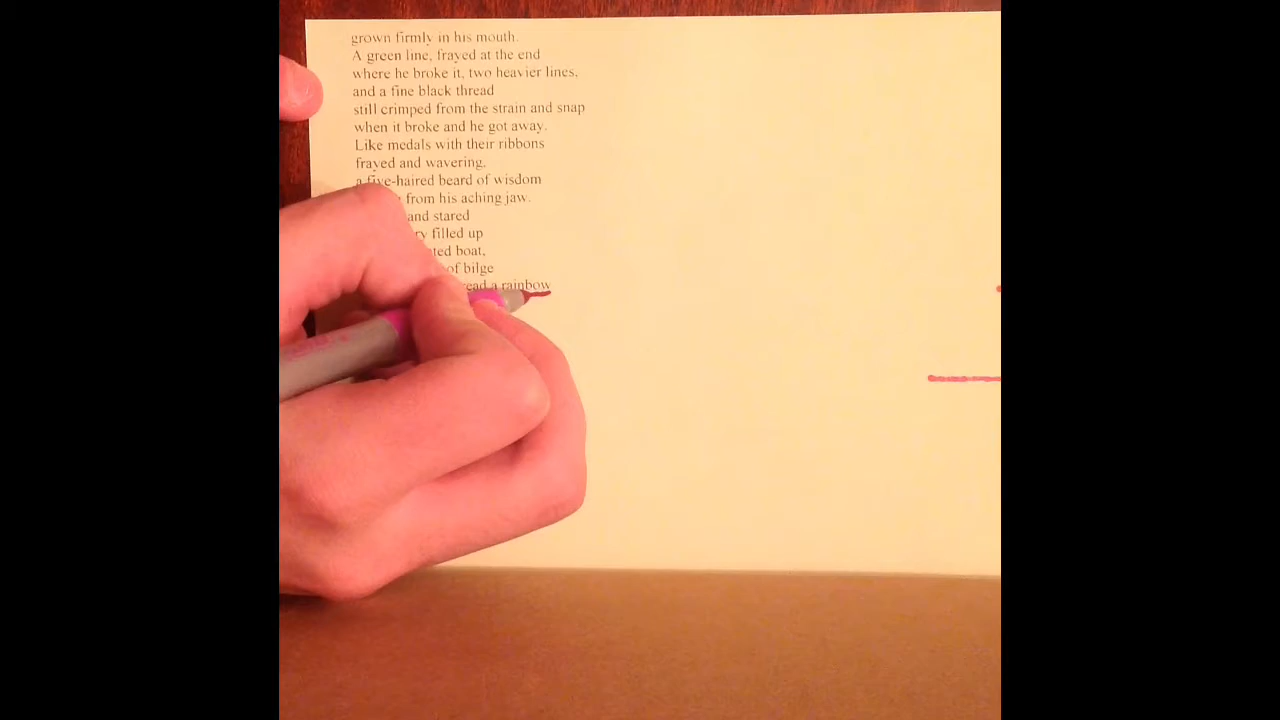 grown firmly in his mouth.
A green line, frayed at the end
where he broke it, two heavier lines,
and a fine black thread
still crimped from the strain and snap
when it broke and he got away.
Like medals with their ribbons
frayed and wavering,
a five-haired beard of wisdom
from his aching jaw.
and stared
ry filled up
ted boat,
of bilge
read a rainbow